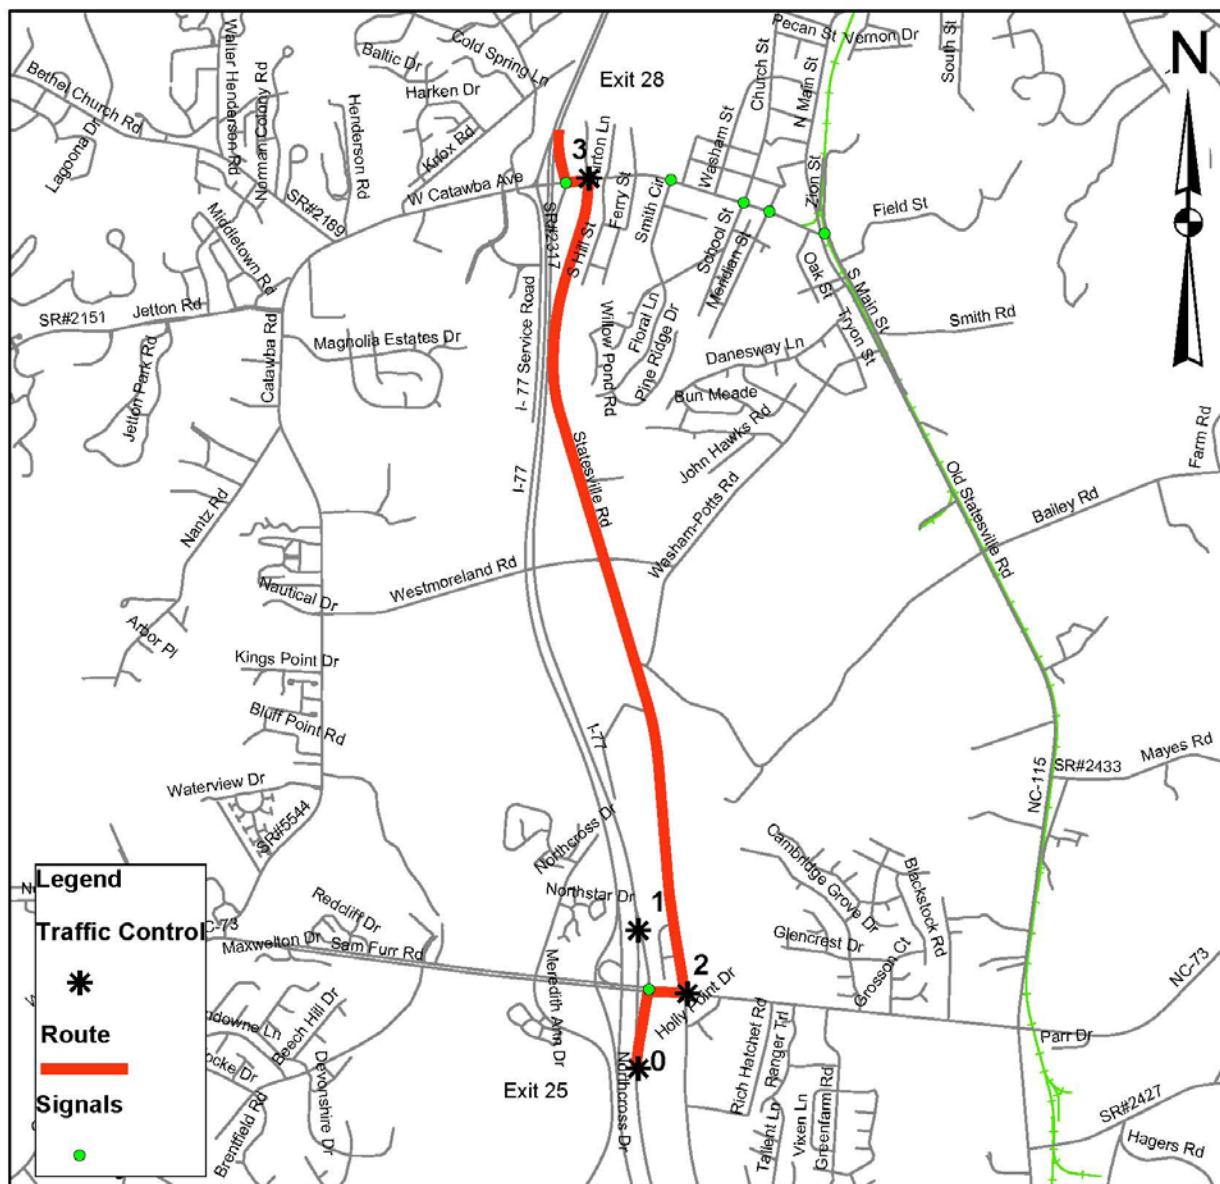 Pecan St
Vernon Dr
South St
Cold Spring Ln
Baltic Dr
Walter Henderson Rd
Church St
N Main St
N
Exit 28
Bethel Church Rd
Harken Dr
Norman Colony Rd
Henderson Rd
Knox Rd
Lagoona Dr
Washam St
3
W Catawba Ave
Zion St
Ferry St
Smith Cir
Field St
SR#2189
Middletown Rd
SR#2317
S Hill St
School St
Meridian St
Oak St
S Main St
Jetton Rd
SR#2151
Smith Rd
Tryon St
Floral Ln
Willow Pond Rd
Pine Ridge Dr
Magnolia Estates Dr
I- 77 Service Road
Danesway Ln
Catawba Rd
Jetton Park Rd
Bun Meade
John Hawks Rd
Farm Rd
Statesville Rd
I-77
Nantz Rd
Wesham-Potts Rd
Old Statesville Rd
Bailey Rd
Westmoreland Rd
Nautical Dr
Arbor Pl
Kings Point Dr
Bluff Point Rd
I-77
Mayes Rd
SR#2433
Waterview Dr
NC-115
SR#5544
Northcross Dr
Cambridge Grove Dr
Blackstock Rd
Legend
Northstar Dr
1
Redcliff Dr
Traffic Control
C-73
Maxwelton Dr
Sam Furr Rd
Glencrest Dr
Grosson Ct
NC-73
2
Meredith Ann Dr
Holly Point Dr
Beech Hill Dr
ndowne Ln
Route
Parr Dr
0
Rich Hatchet Rd
Ranger Trl
ocke Dr
Devonshire Dr
Exit 25
Northcross Dr
Signals
Brentfield Rd
Tallent Ln
Vixen Ln
Greenfarm Rd
SR#2427
Hagers Rd